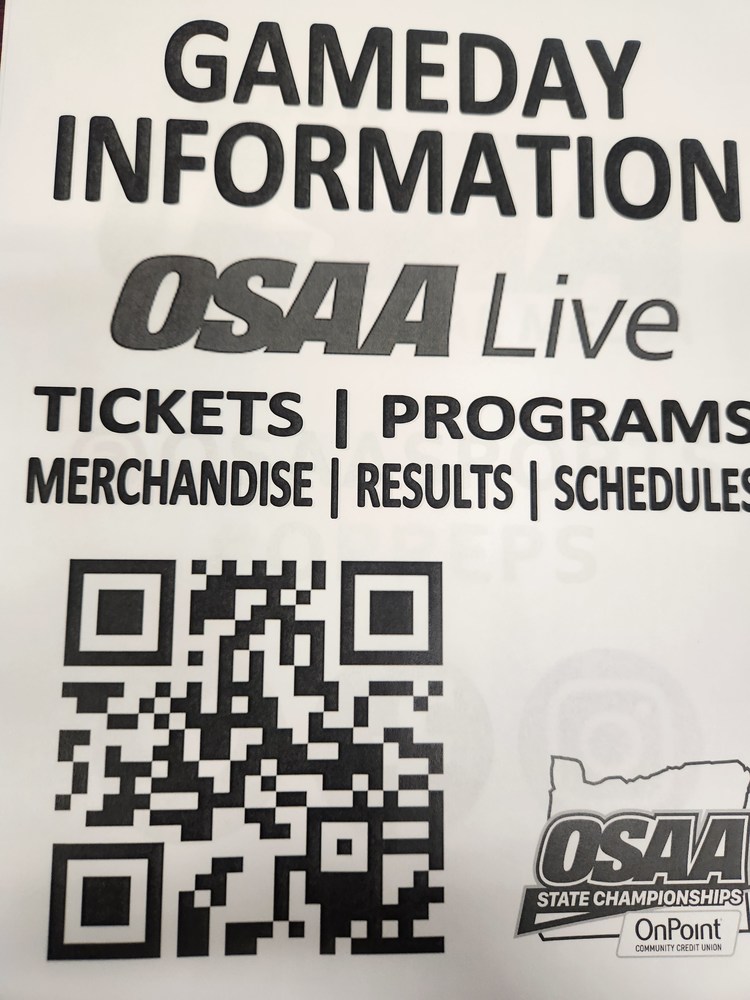 GAMEDAY
INFORMATION
OSAA Live
TICKETS | PROGRAMS
MERCHANDISE | RESULTS | SCHEDULES
OSAA
STATE CHAMPIONSHIPS
OnPoint
COMMUNITY CREDIT UNION